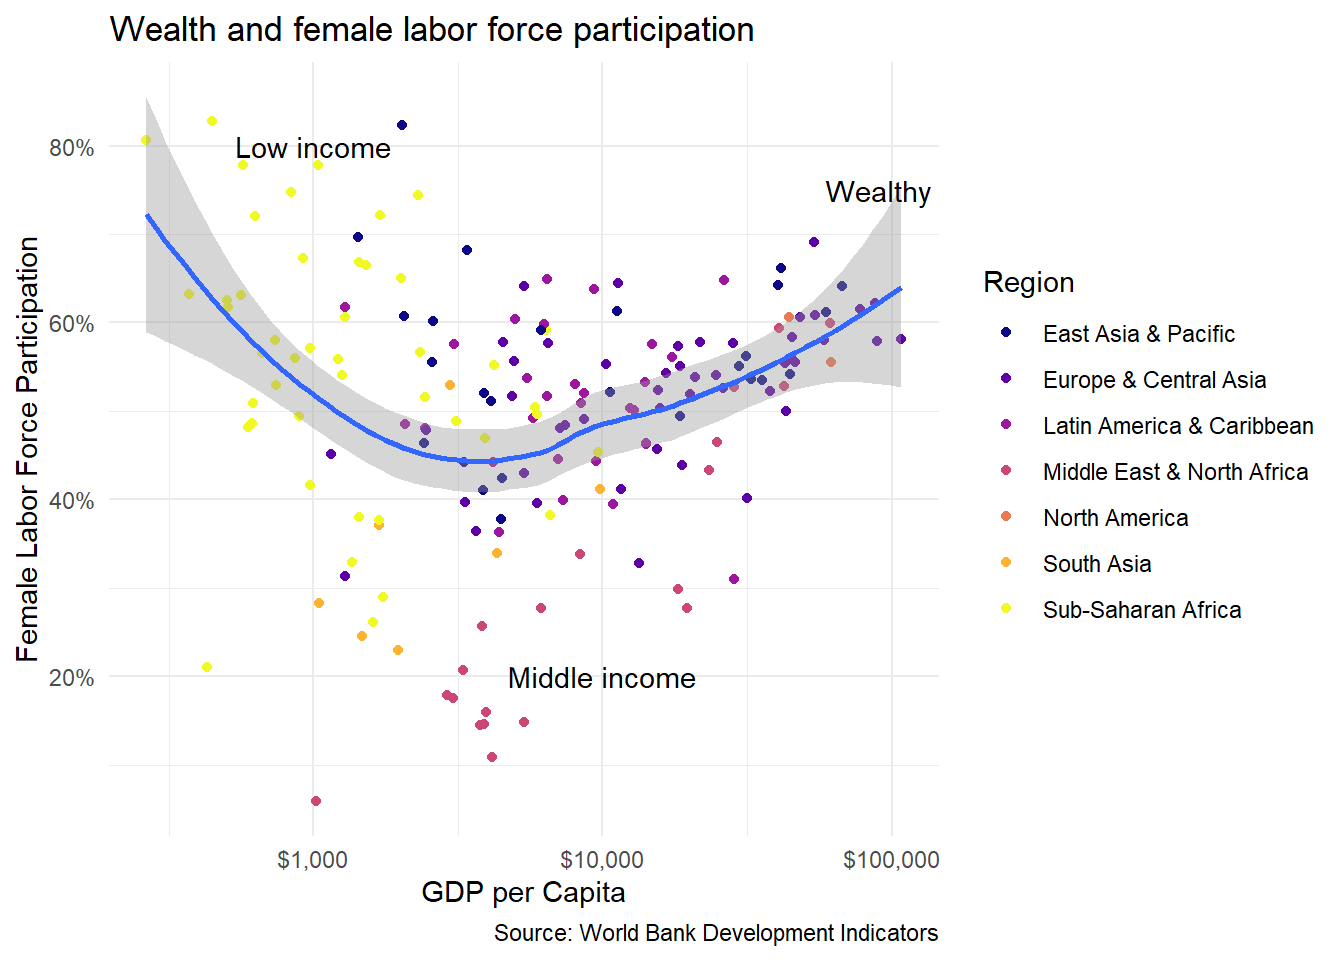 Wealth and female labor force participation
Female Labor Force Participation
80%
60%
40%
20%
Low income
Wealthy
Middle income
$1,000
$10,000
$100,000
GDP per Capita
Region
East Asia & Pacific
Europe & Central Asia
Latin America & Caribbean
Middle East & North Africa
North America
South Asia
Sub-Saharan Africa
Source: World Bank Development Indicators